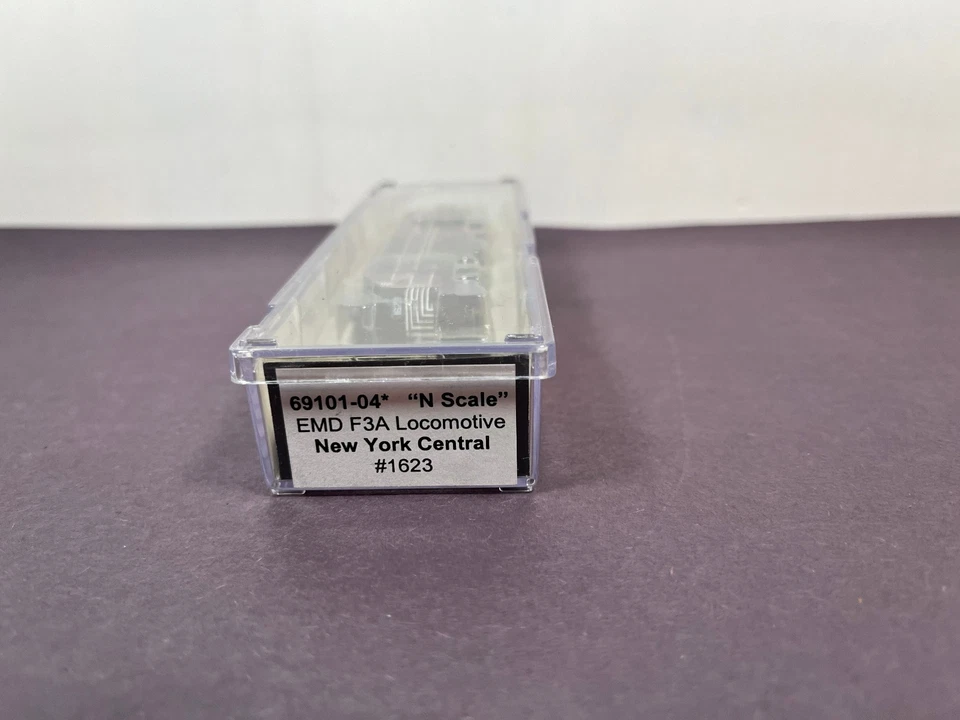 69101-04* “N Scale”
EMD F3A Locomotive
New York Central
#1623